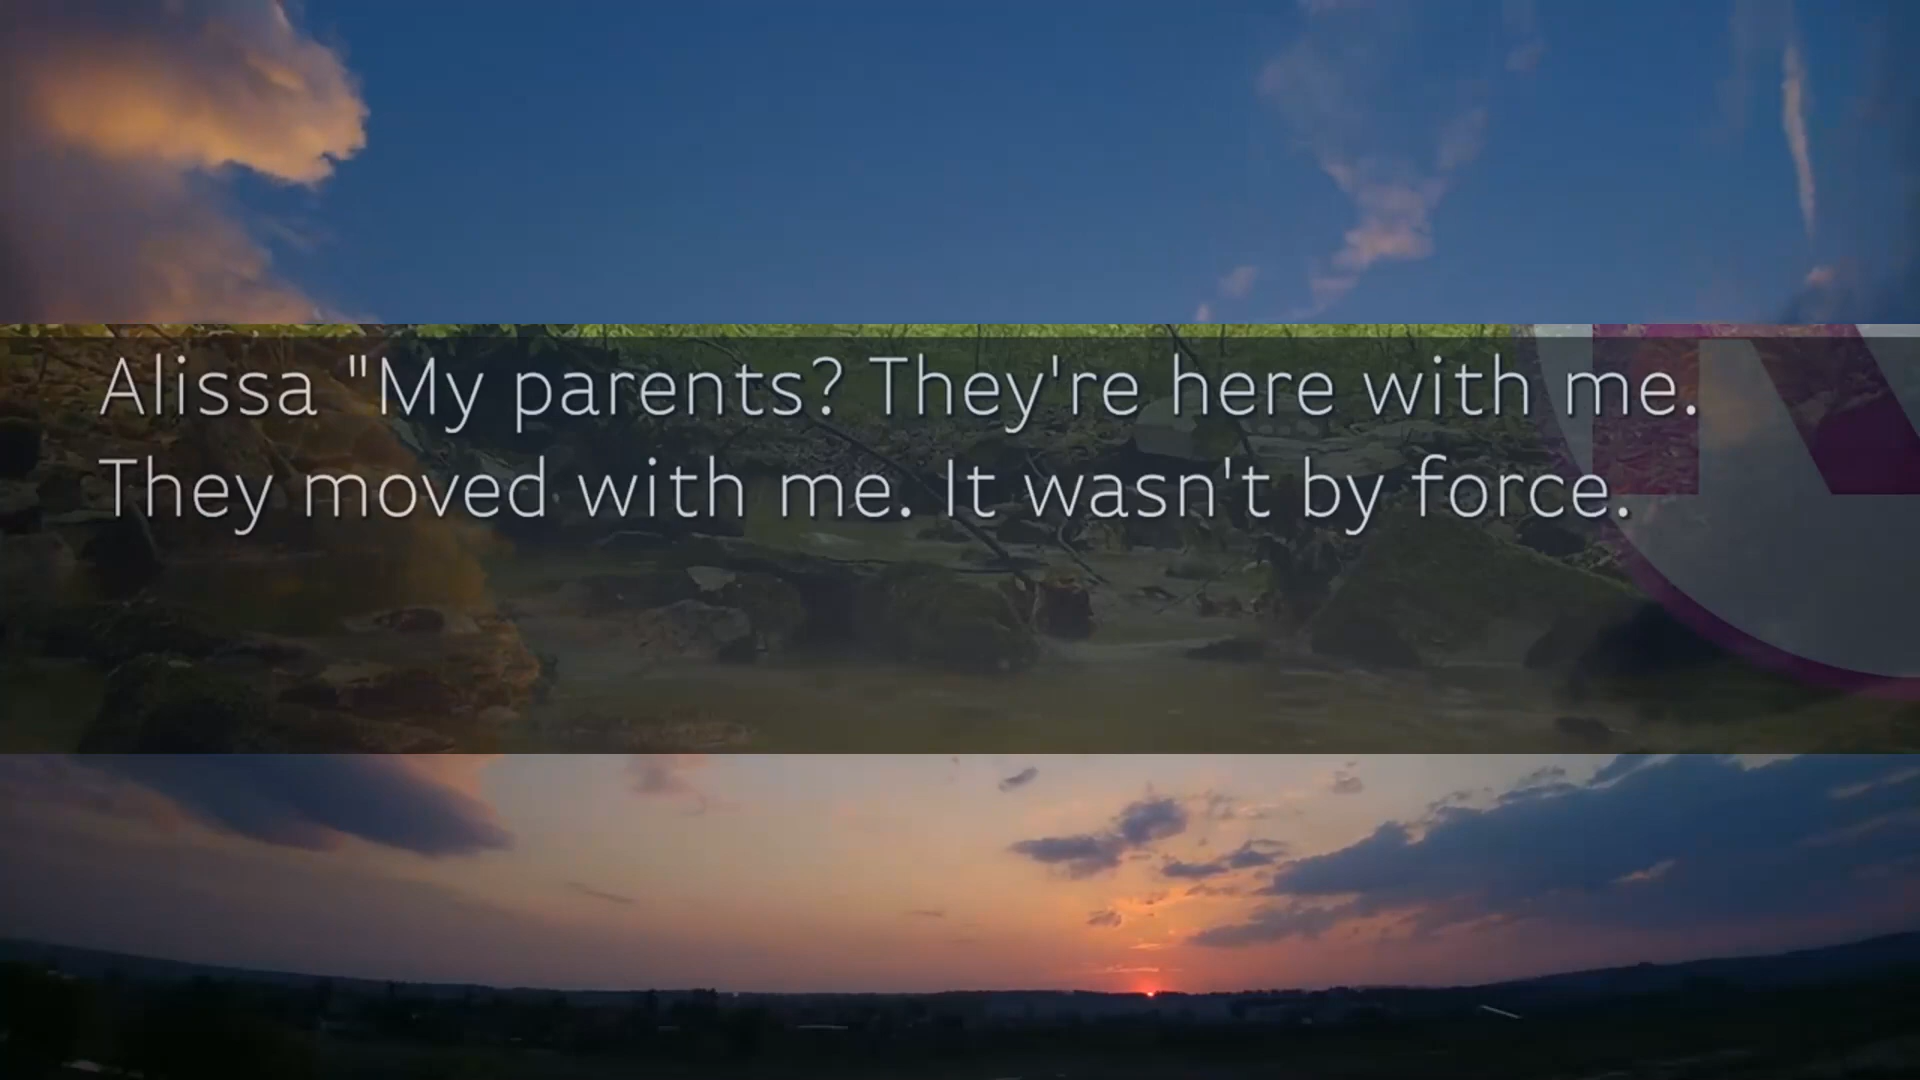 Alissa "My parents? They're here with me.
They moved with me. It wasn't by force.